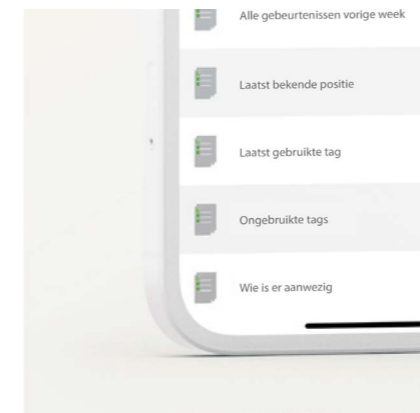 Alle gebeurtenissen vorige week
Laatst bekende positie
Laatst gebruikte tag
Ongebruikte tags
Wie is er aanwezig